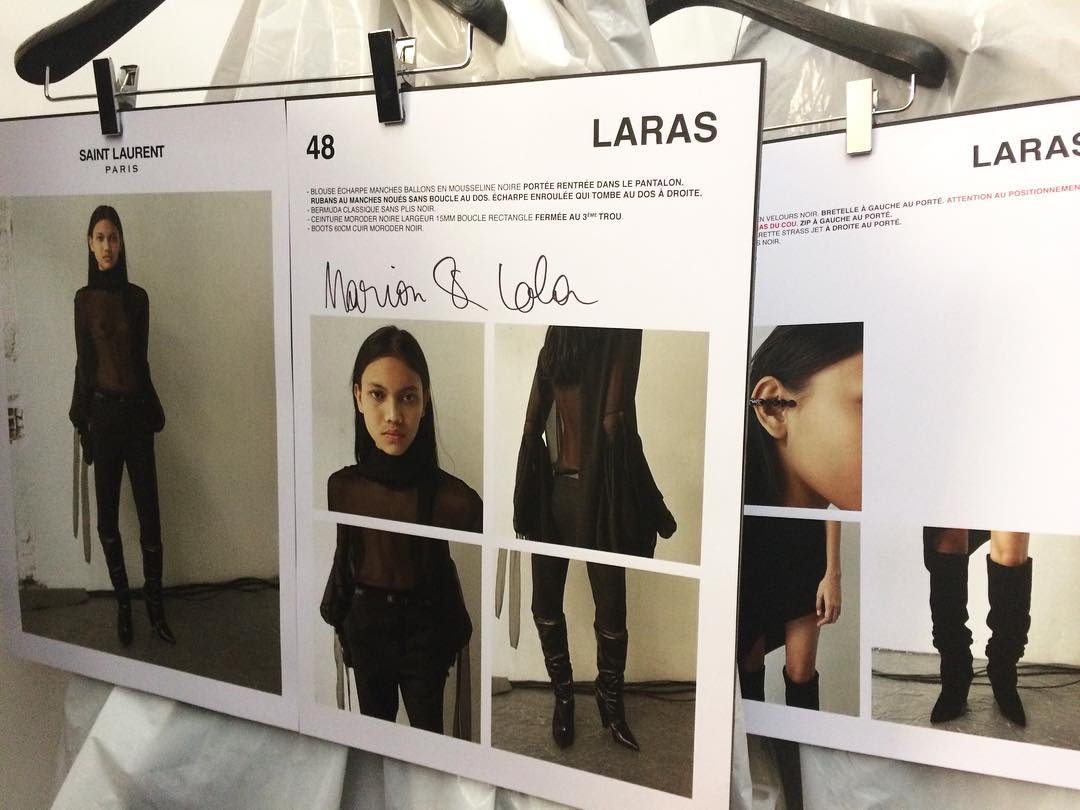 SAINT LAURENT
PARIS
48
LARAS
- BLOUSE ÉCHARPE MANCHES BALLONS EN MOUSSELINE NOIRE PORTÉE RENTRÉE DANS LE PANTALON.
RUBANS AU MANCHES NOUÉS SANS BOUCLE AU DOS. ÉCHARPE ENROULÉE QUI TOMBE AU DOS À DROITE.
- BERMUDA CLASSIQUE SANS PLIS NOIR.
- CEINTURE MORODER NOIRE LARGEUR 15MM BOUCLE RECTANGLE FERMÉE AU 3ÈME TROU.
- BOOTS 60CM CUIR MORODER NOIR.
Marion & Lola
LARAS
EN VELOURS NOIR. BRETELLE À GAUCHE AU PORTÉ. ATTENTION AU POSITIONNEMEN
AS DU COU. ZIP À GAUCHE AU PORTÉ.
RETTE STRASS JET À DROITE AU PORTÉ.
S NOIR.